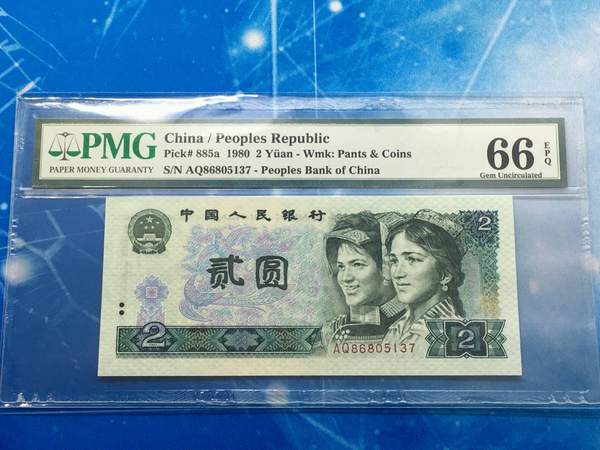 PMG
PAPER MONEY GUARANTY
China / Peoples Republic
Pick# 885a 1980 2 Yüan - Wmk: Pants & Coins
S/N AQ86805137 - Peoples Bank of China
66 EPQ
Gem Uncirculated
中国人民银行
2
贰圆
2
AQ86805137
2